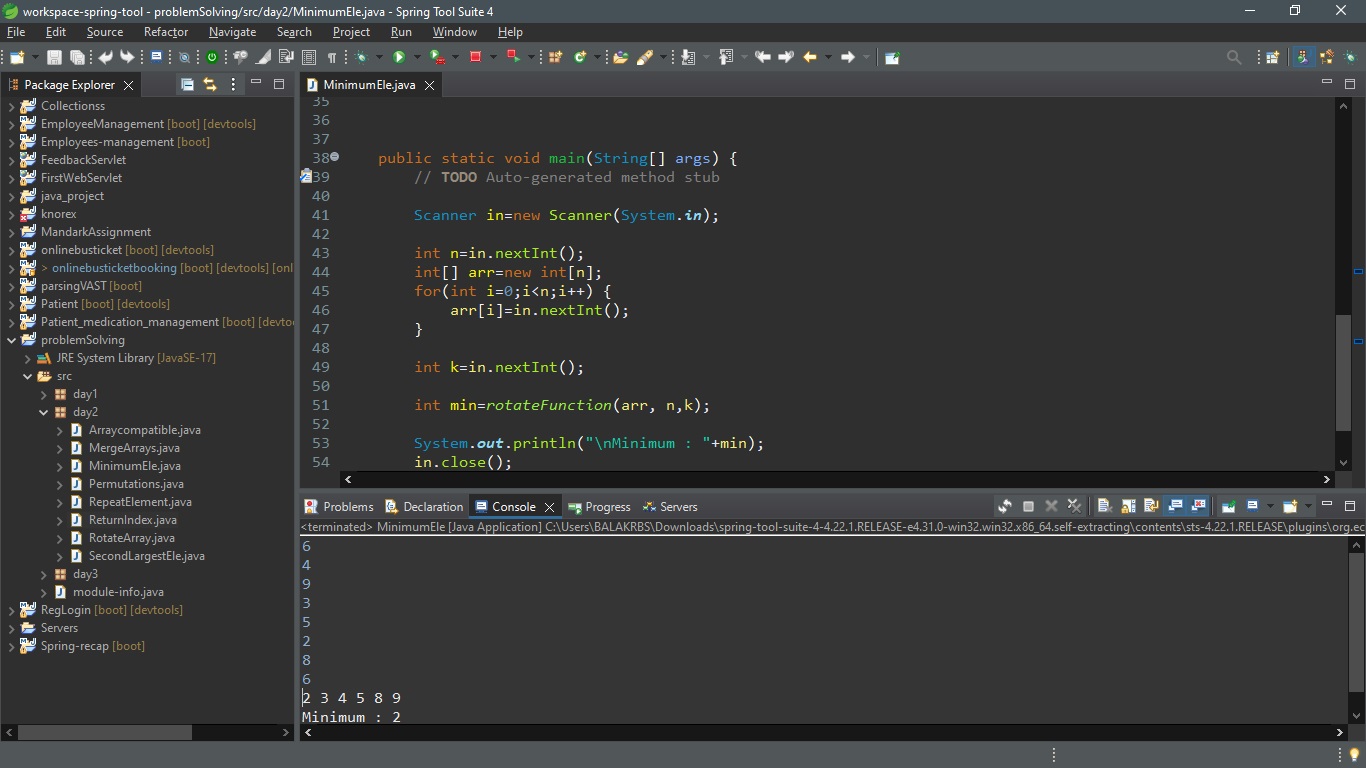 workspace-spring-tool - problemSolving/src/day2/MinimumEle.java - Spring Tool Suite 4
File Edit Source Refactor Navigate Search Project Run Window Help
Package Explorer
Collectionss
EmployeeManagement [boot] [devtools]
Employees-management [boot]
FeedbackServlet
FirstWebServlet
java_project
knorex
MandarkAssignment
onlinebusticket [boot] [devtools]
> onlinebusticketbooking [boot] [devtools] [onl
parsingVAST [boot]
Patient [boot] [devtools]
Patient_medication_management [boot] [devto
problemSolving
JRE System Library [JavaSE-17]
src
day1
day2
Arraycompatible.java
MergeArrays.java
MinimumEle.java
Permutations.java
RepeatElement.java
ReturnIndex.java
RotateArray.java
SecondLargestEle.java
day3
module-info.java
RegLogin [boot] [devtools]
Servers
Spring-recap [boot]
MinimumEle.java
35
36
37
38 public static void main(String[] args) {
39 // TODO Auto-generated method stub
40
41 Scanner in=new Scanner(System.in);
42
43 int n=in.nextInt();
44 int[] arr=new int[n];
45 for(int i=0;i<n;i++) {
46 arr[i]=in.nextInt();
47 }
48
49 int k=in.nextInt();
50
51 int min=rotateFunction(arr, n,k);
52
53 System.out.println("\nMinimum : "+min);
54 in.close();
Problems Declaration Console Progress Servers
<terminated> MinimumEle [Java Application] C:\Users\BALAKRBS\Downloads\spring-tool-suite-4-4.22.1.RELEASE-e4.31.0-win32.win32.x86_64.self-extracting\contents\sts-4.22.1.RELEASE\plugins\org.ec
6
4
9
3
5
2
8
6
2 3 4 5 8 9
Minimum : 2